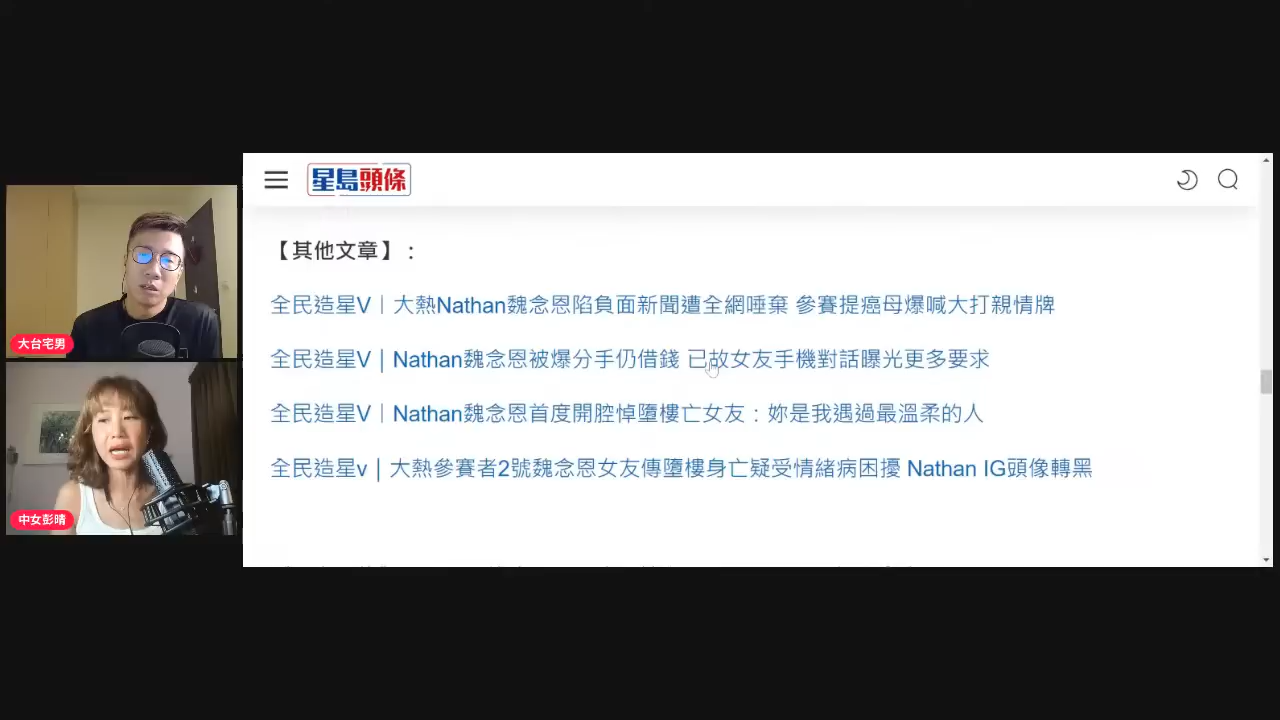 星島頭條
【其他文章】：
全民造星V︱大熱Nathan魏念恩陷負面新聞遭全網唾棄 參賽提癌母爆喊大打親情牌
全民造星V｜Nathan魏念恩被爆分手仍借錢 已故女友手機對話曝光更多要求
全民造星V︱Nathan魏念恩首度開腔悼墮樓亡女友：妳是我遇過最溫柔的人
全民造星v｜大熱參賽者2號魏念恩女友傳墮樓身亡疑受情緒病困擾 Nathan IG頭像轉黑
大台宅男
中女彭晴